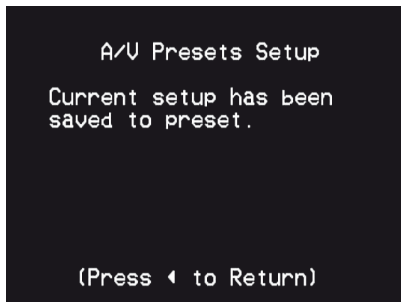 A/V Presets Setup
Current setup has been
saved to preset.
(Press ◀ to Return)